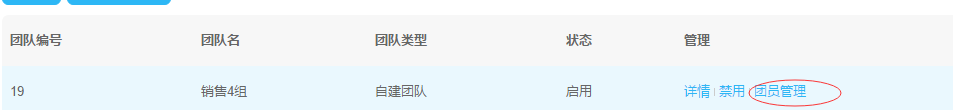 团队编号 团队名 团队类型 状态 管理
19 销售4组 自建团队 启用 详情 | 禁用 团员管理